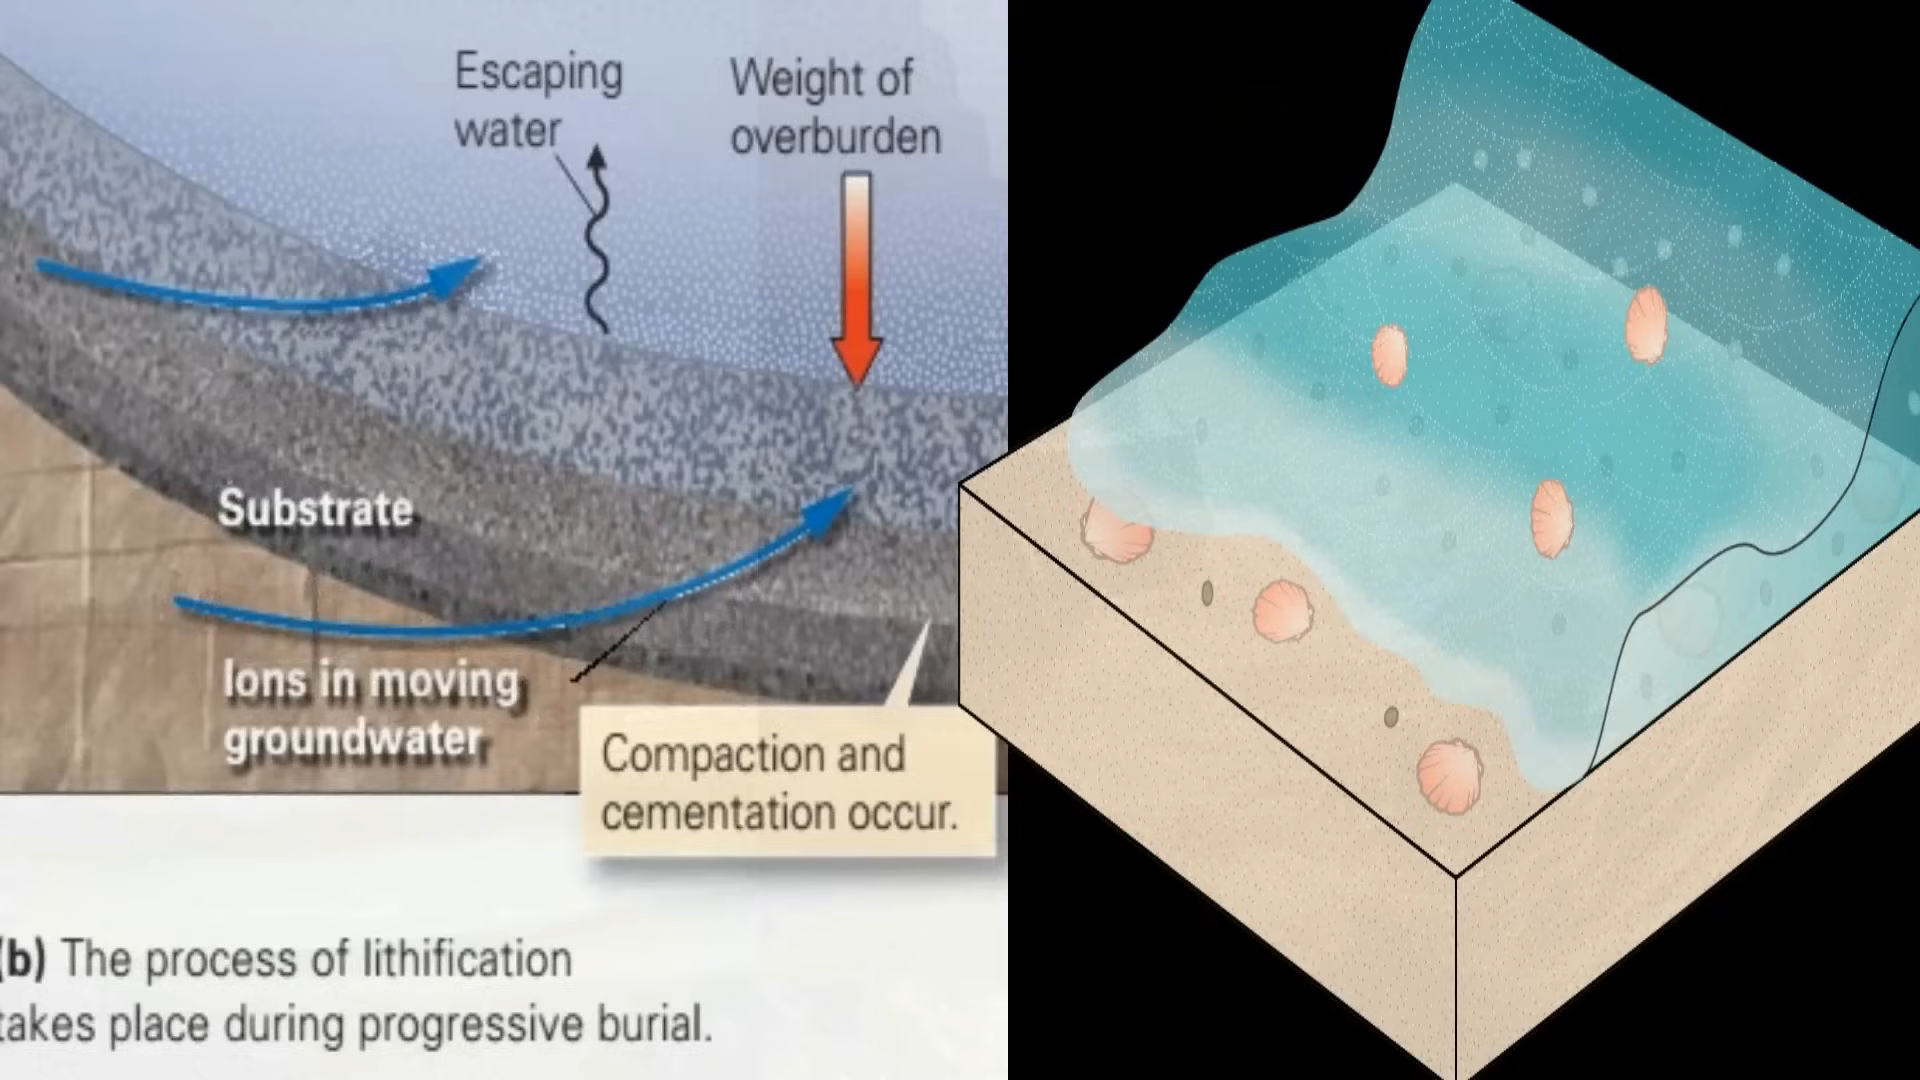 Escaping
water
Weight of
overburden
Substrate
Ions in moving
groundwater
Compaction and
cementation occur.
(b) The process of lithification
takes place during progressive burial.